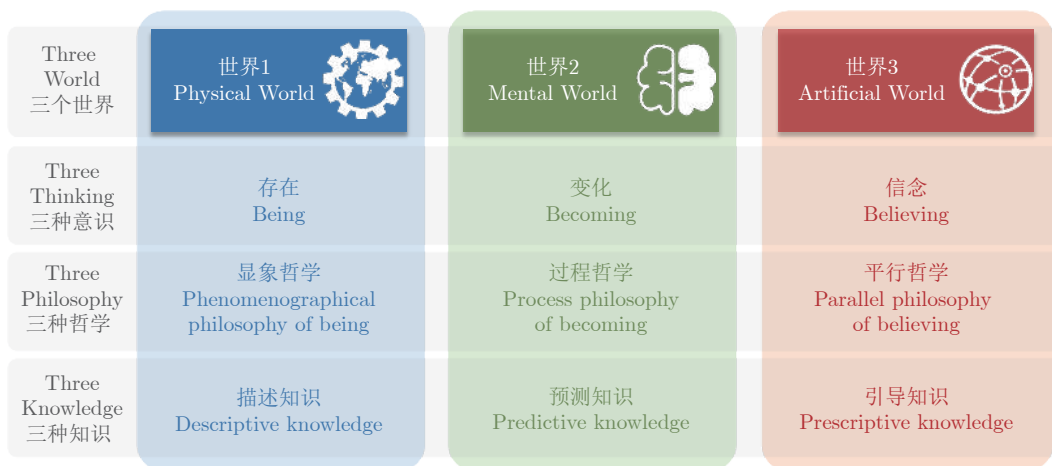 Three
World
三个世界
世界1
Physical World
世界2
Mental World
世界3
Artificial World
Three
Thinking
三种意识
存在
Being
变化
Becoming
信念
Believing
Three
Philosophy
三种哲学
显象哲学
Phenomenographical
philosophy of being
过程哲学
Process philosophy
of becoming
平行哲学
Parallel philosophy
of believing
Three
Knowledge
三种知识
描述知识
Descriptive knowledge
预测知识
Predictive knowledge
引导知识
Prescriptive knowledge